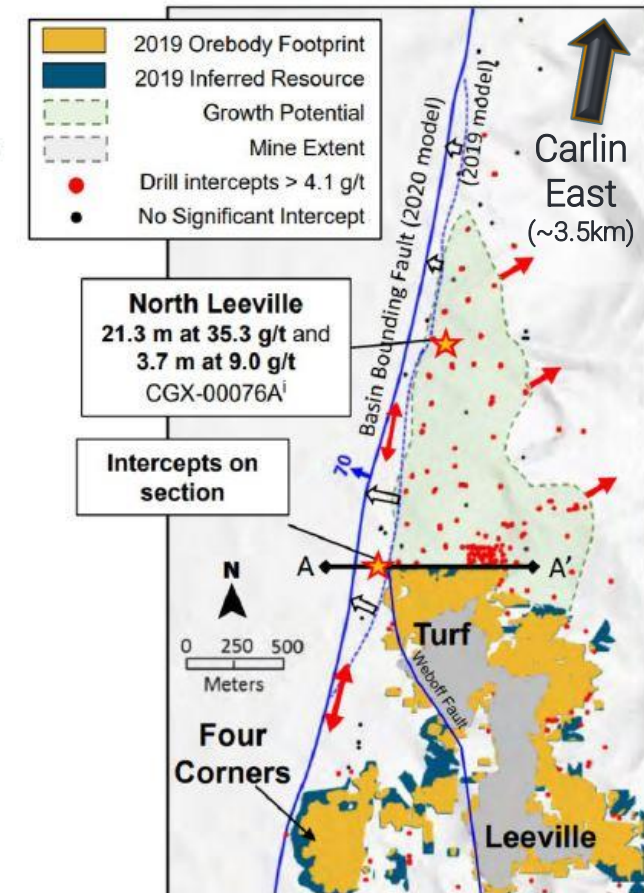 2019 Orebody Footprint
2019 Inferred Resource
Growth Potential
Mine Extent
Drill intercepts > 4.1 g/t
No Significant Intercept
Carlin
East
(~3.5km)
Basin Bounding Fault (2020 model)
(2019 model)
North Leeville
21.3 m at 35.3 g/t and
3.7 m at 9.0 g/t
CGX-00076Aⁱ
70
Intercepts on
section
A
A'
N
0 250 500
Meters
Turf
Weboff Fault
Four
Corners
Leeville